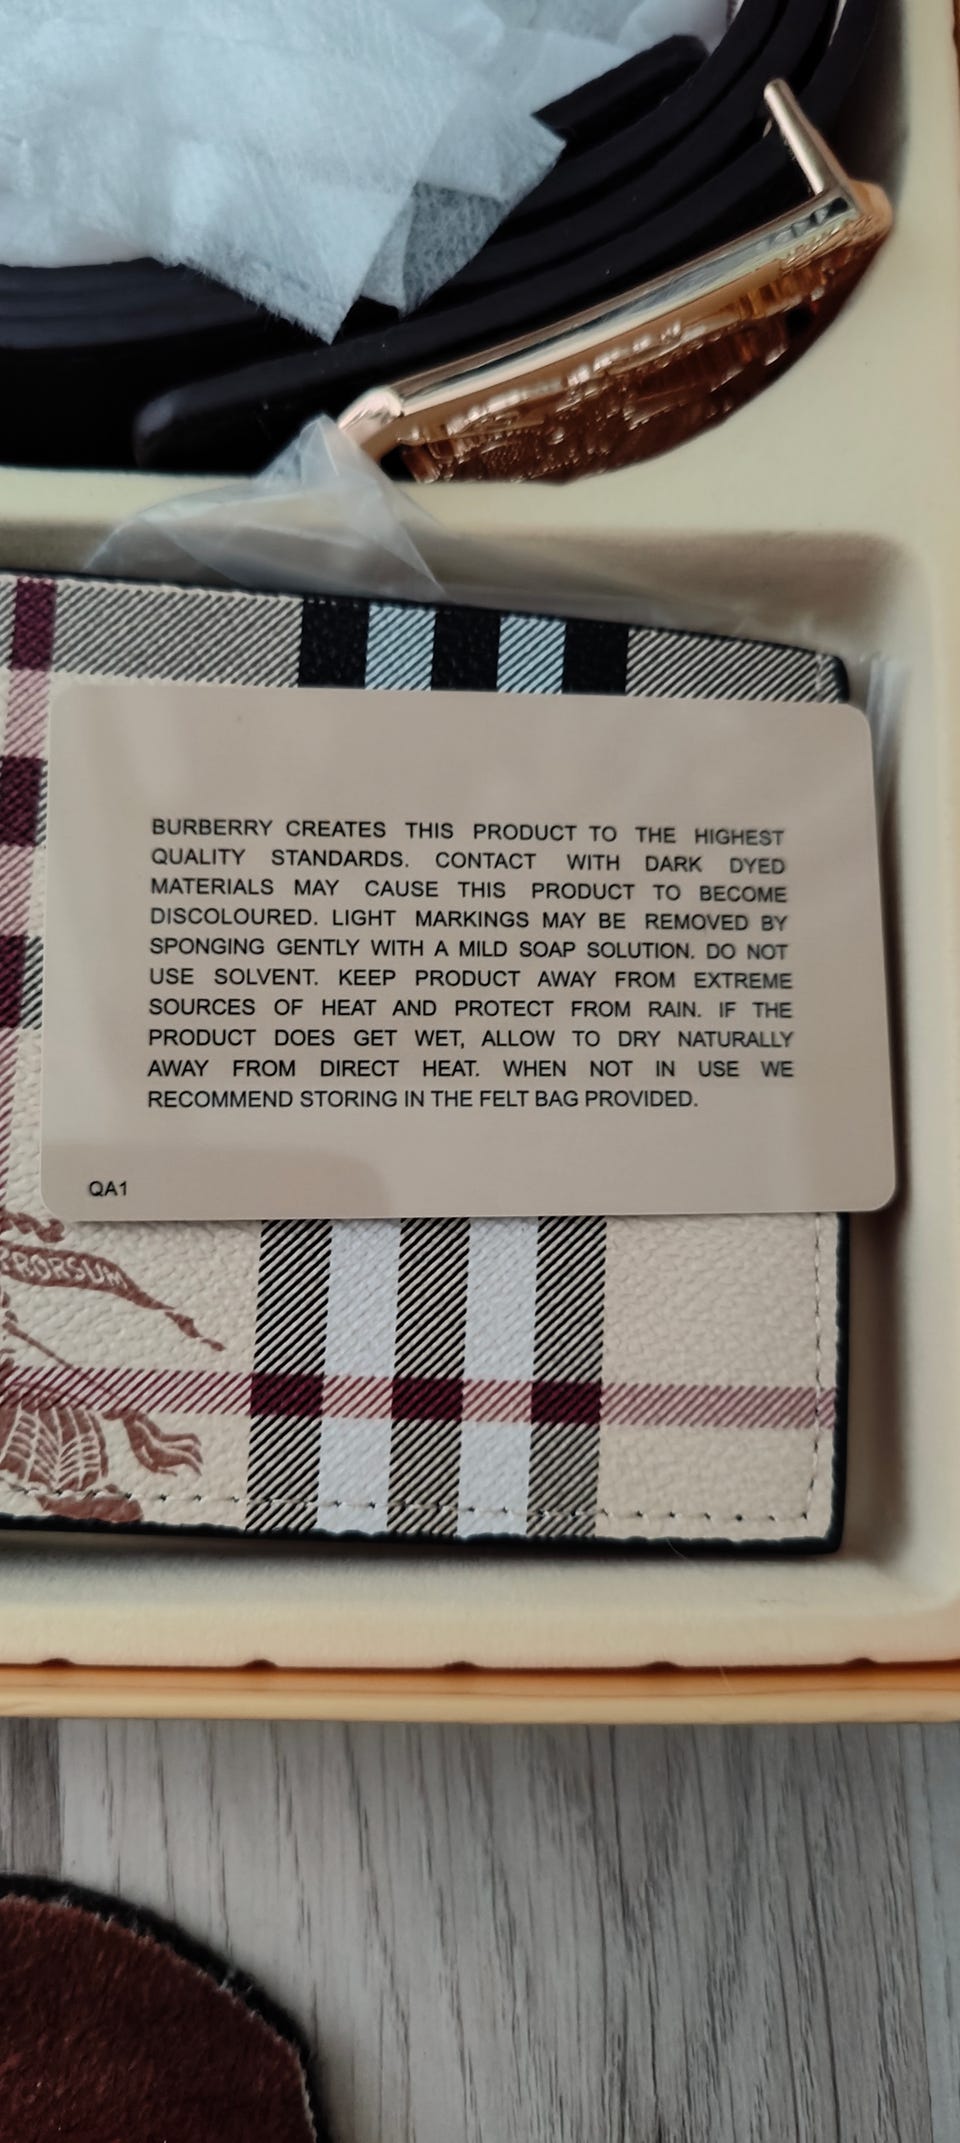 BURBERRY CREATES THIS PRODUCT TO THE HIGHEST
QUALITY STANDARDS. CONTACT WITH DARK DYED
MATERIALS MAY CAUSE THIS PRODUCT TO BECOME
DISCOLOURED. LIGHT MARKINGS MAY BE REMOVED BY
SPONGING GENTLY WITH A MILD SOAP SOLUTION. DO NOT
USE SOLVENT. KEEP PRODUCT AWAY FROM EXTREME
SOURCES OF HEAT AND PROTECT FROM RAIN. IF THE
PRODUCT DOES GET WET, ALLOW TO DRY NATURALLY
AWAY FROM DIRECT HEAT. WHEN NOT IN USE WE
RECOMMEND STORING IN THE FELT BAG PROVIDED.
QA1
RORSUM